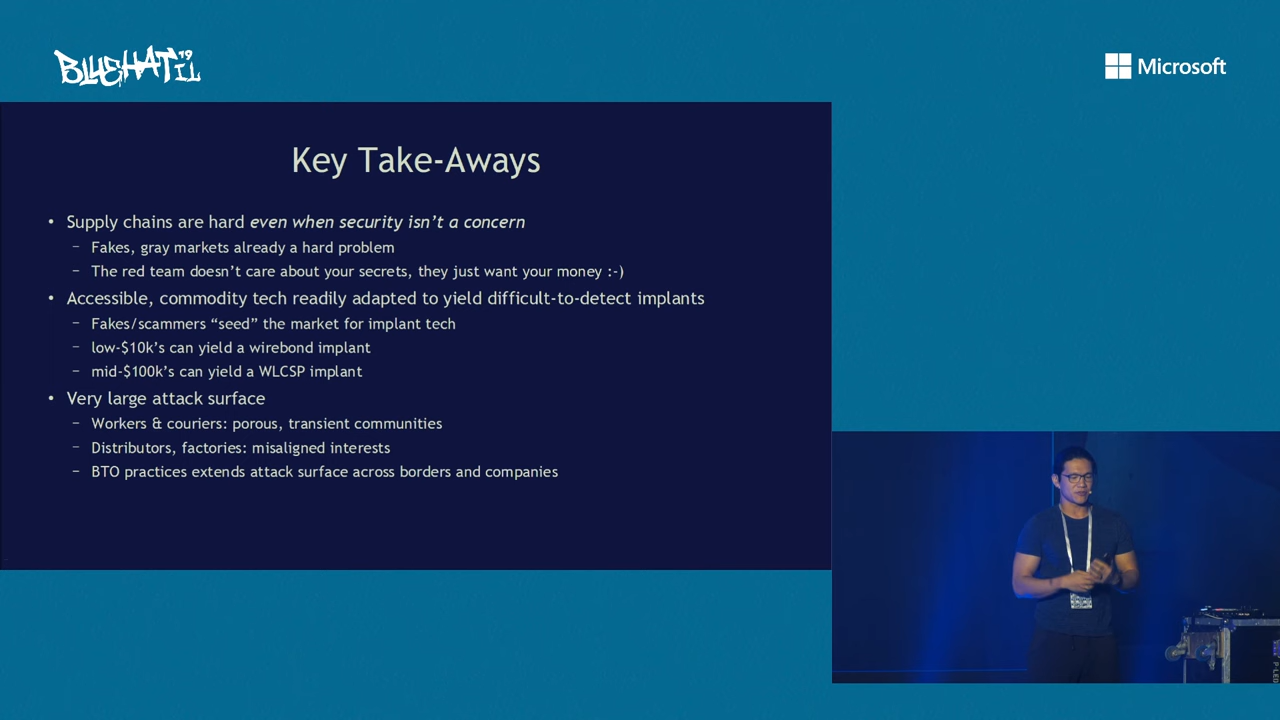 BLUEHAT IL '19
Microsoft
Key Take-Aways
• Supply chains are hard even when security isn't a concern
– Fakes, gray markets already a hard problem
– The red team doesn't care about your secrets, they just want your money :-)
• Accessible, commodity tech readily adapted to yield difficult-to-detect implants
– Fakes/scammers “seed” the market for implant tech
– low-$10k's can yield a wirebond implant
– mid-$100k's can yield a WLCSP implant
• Very large attack surface
– Workers & couriers: porous, transient communities
– Distributors, factories: misaligned interests
– BTO practices extends attack surface across borders and companies
P-LED